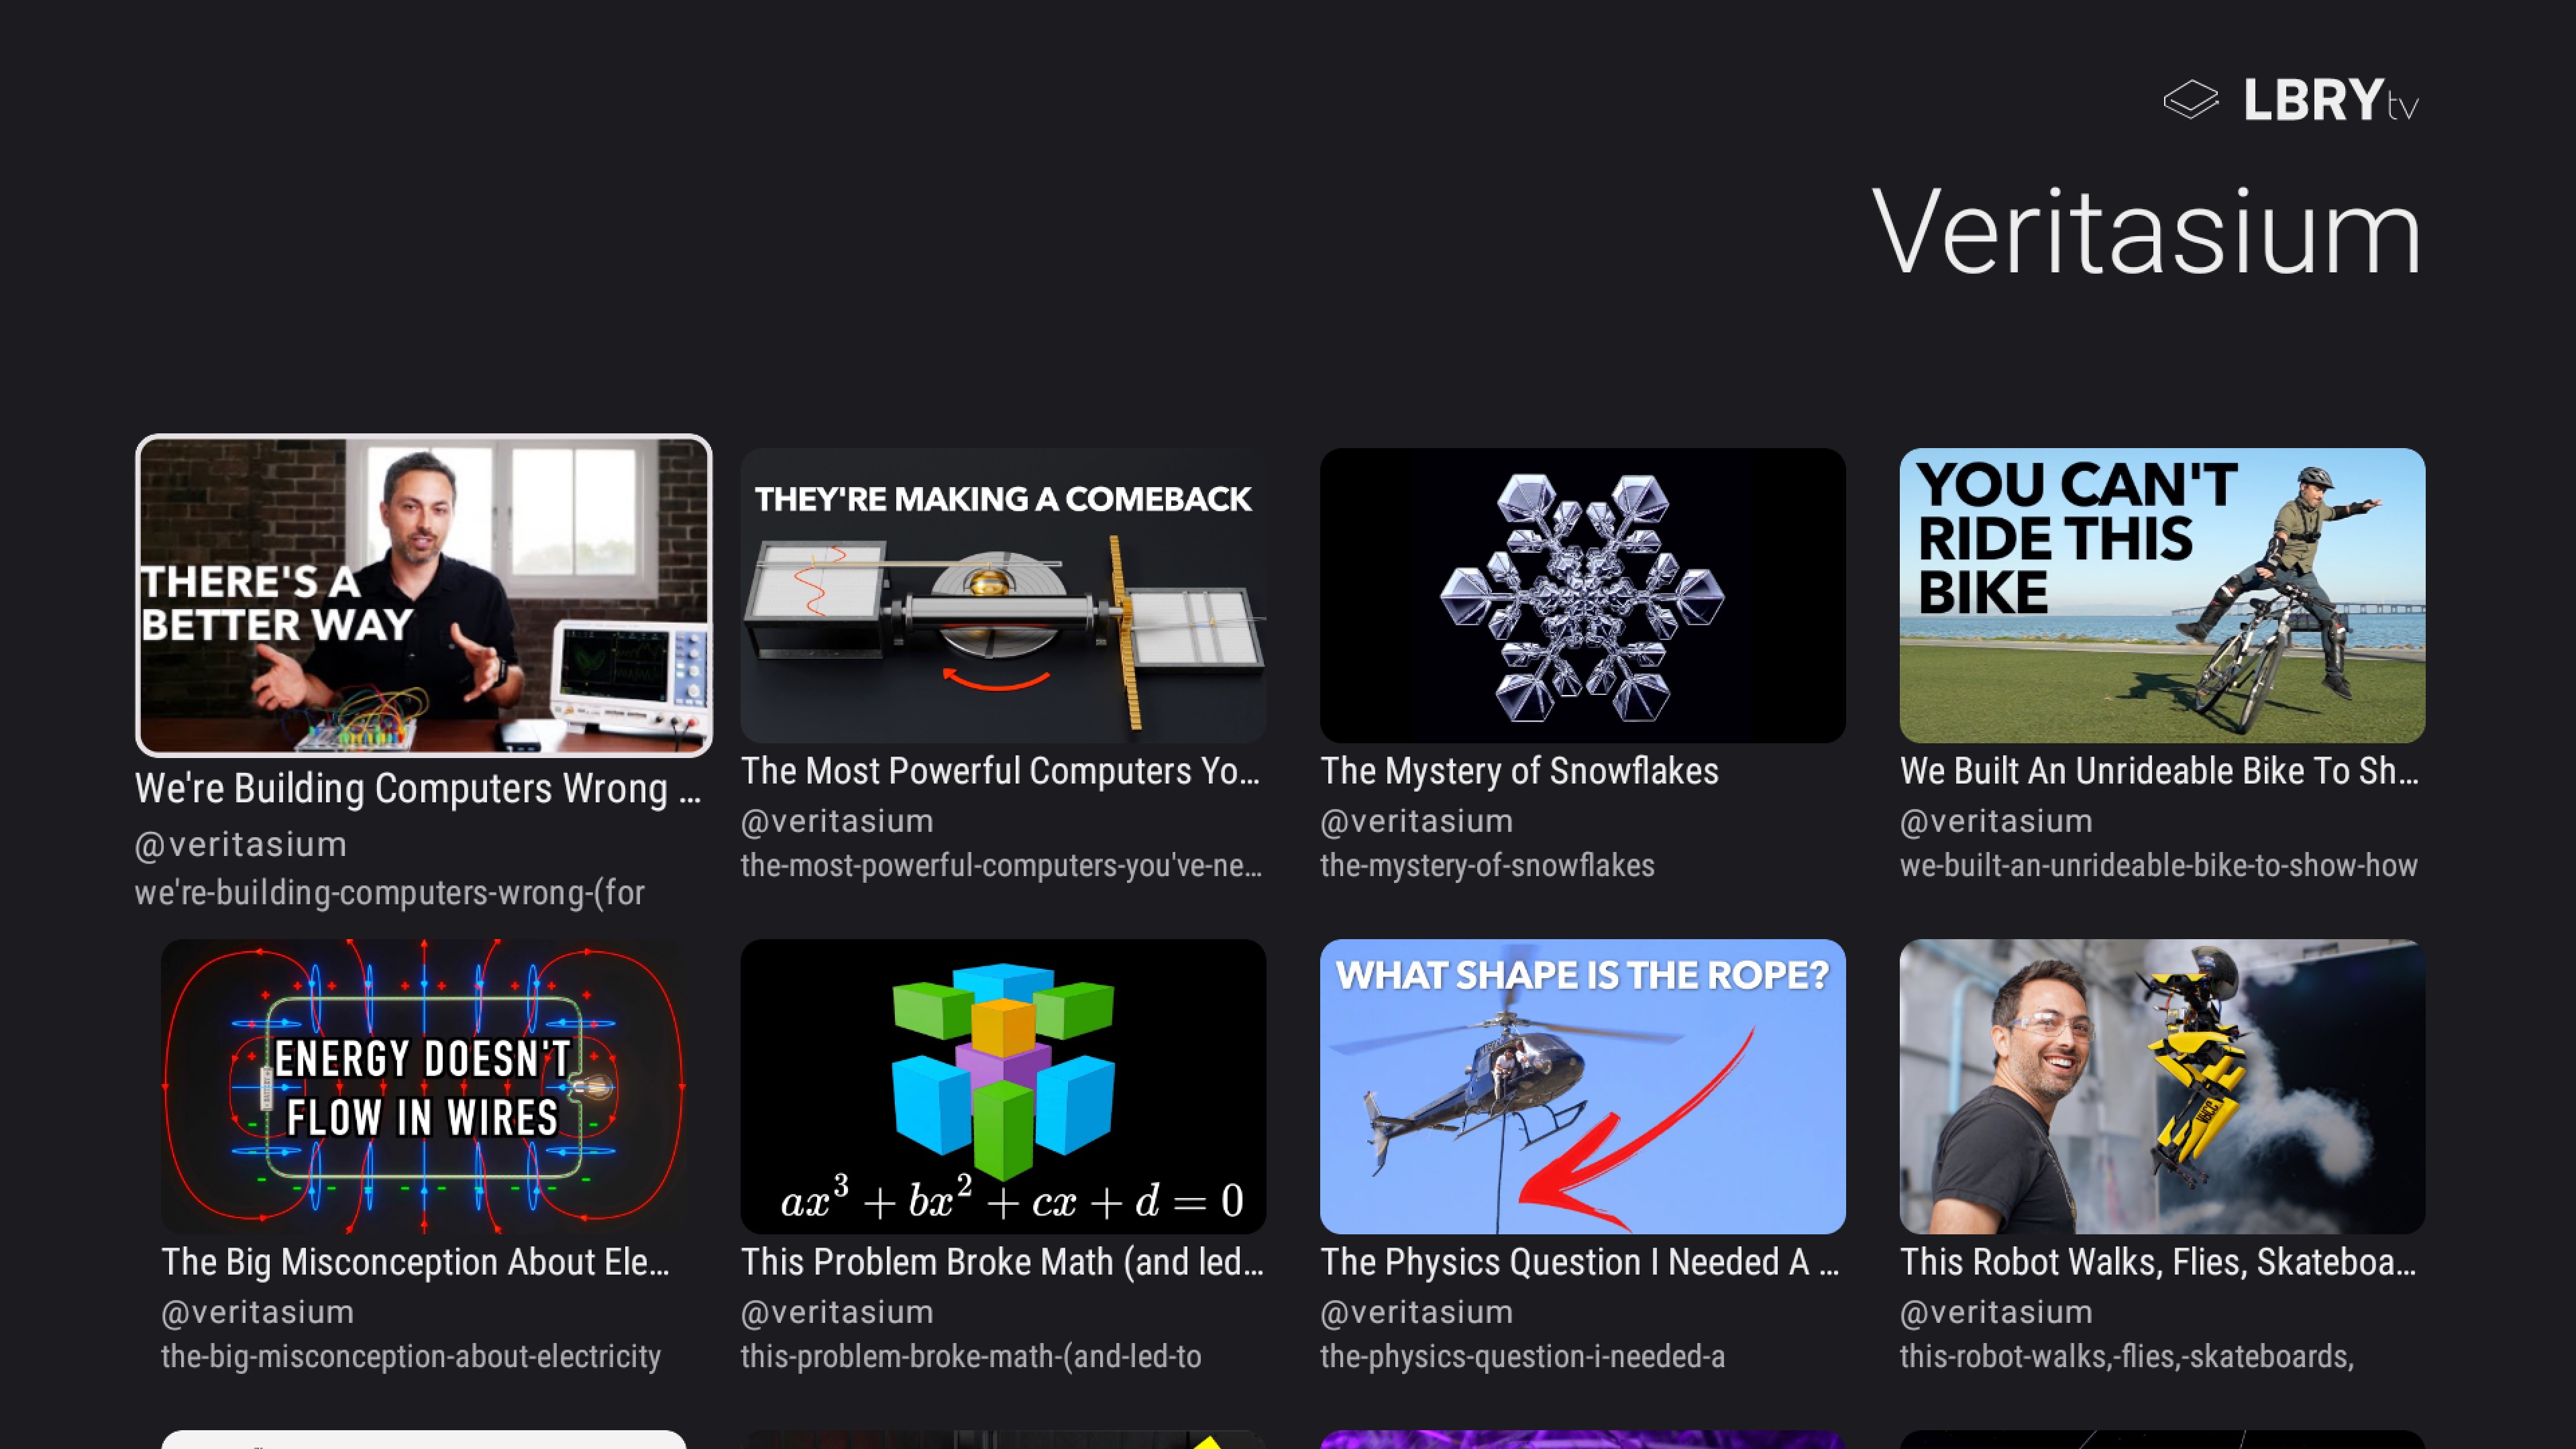 LBRYtv
Veritasium
THERE'S A
BETTER WAY
We're Building Computers Wrong ...
@veritasium
we're-building-computers-wrong-(for
THEY'RE MAKING A COMEBACK
The Most Powerful Computers Yo...
@veritasium
the-most-powerful-computers-you've-ne...
The Mystery of Snowflakes
@veritasium
the-mystery-of-snowflakes
YOU CAN'T
RIDE THIS
BIKE
We Built An Unrideable Bike To Sh...
@veritasium
we-built-an-unrideable-bike-to-show-how
ENERGY DOESN'T
FLOW IN WIRES
The Big Misconception About Ele...
@veritasium
the-big-misconception-about-electricity
ax³ + bx² + cx + d = 0
This Problem Broke Math (and led...
@veritasium
this-problem-broke-math-(and-led-to
WHAT SHAPE IS THE ROPE?
The Physics Question I Needed A ...
@veritasium
the-physics-question-i-needed-a
This Robot Walks, Flies, Skateboa...
@veritasium
this-robot-walks,-flies,-skateboards,